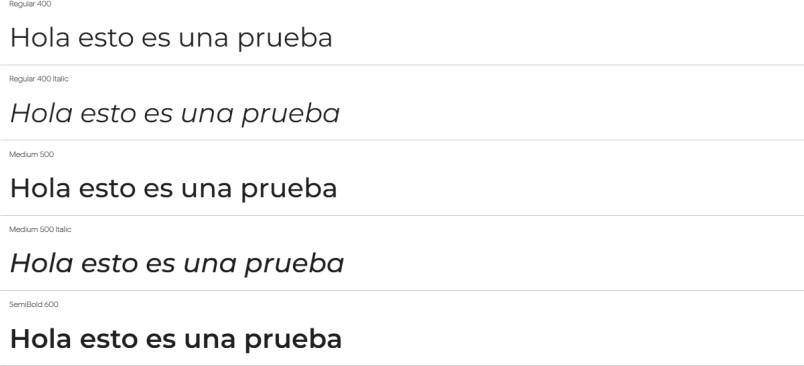 Regular 400
Hola esto es una prueba
Regular 400 Italic
Hola esto es una prueba
Medium 500
Hola esto es una prueba
Medium 500 Italic
Hola esto es una prueba
SemiBold 600
Hola esto es una prueba